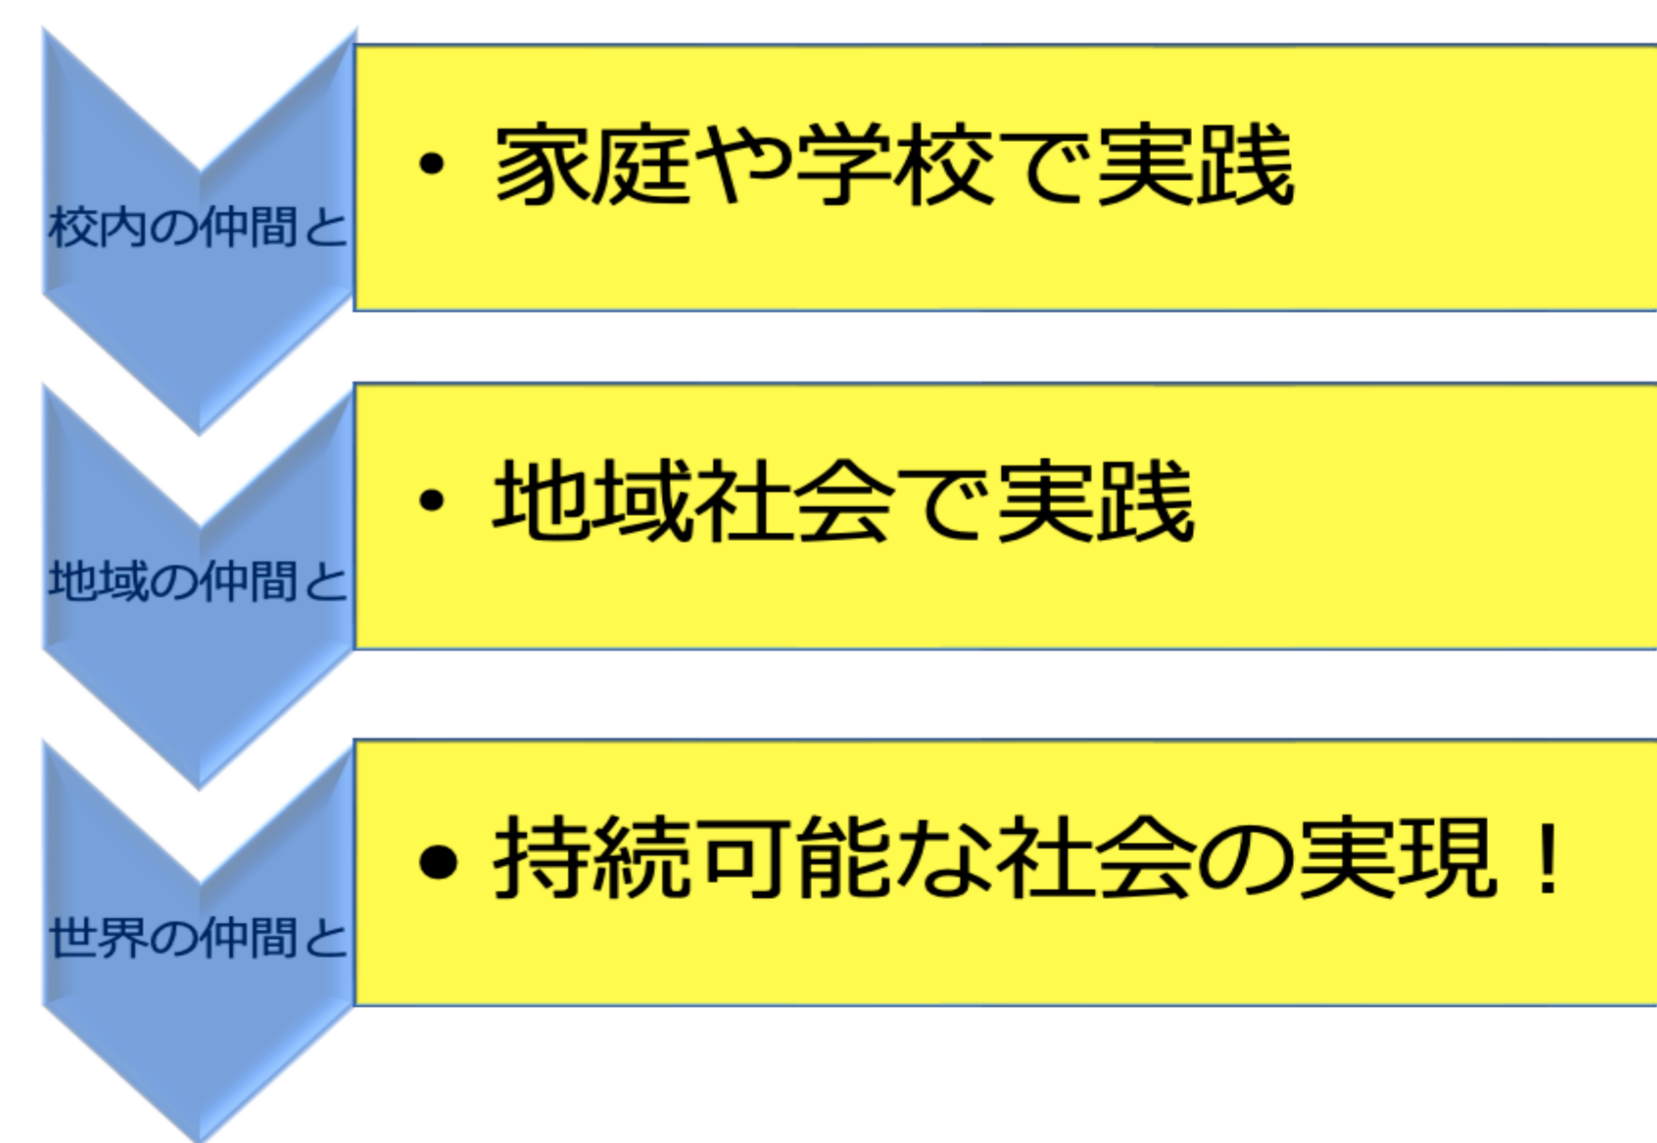 校内の仲間と
・家庭や学校で実践
地域の仲間と
・地域社会で実践
世界の仲間と
・持続可能な社会の実現！